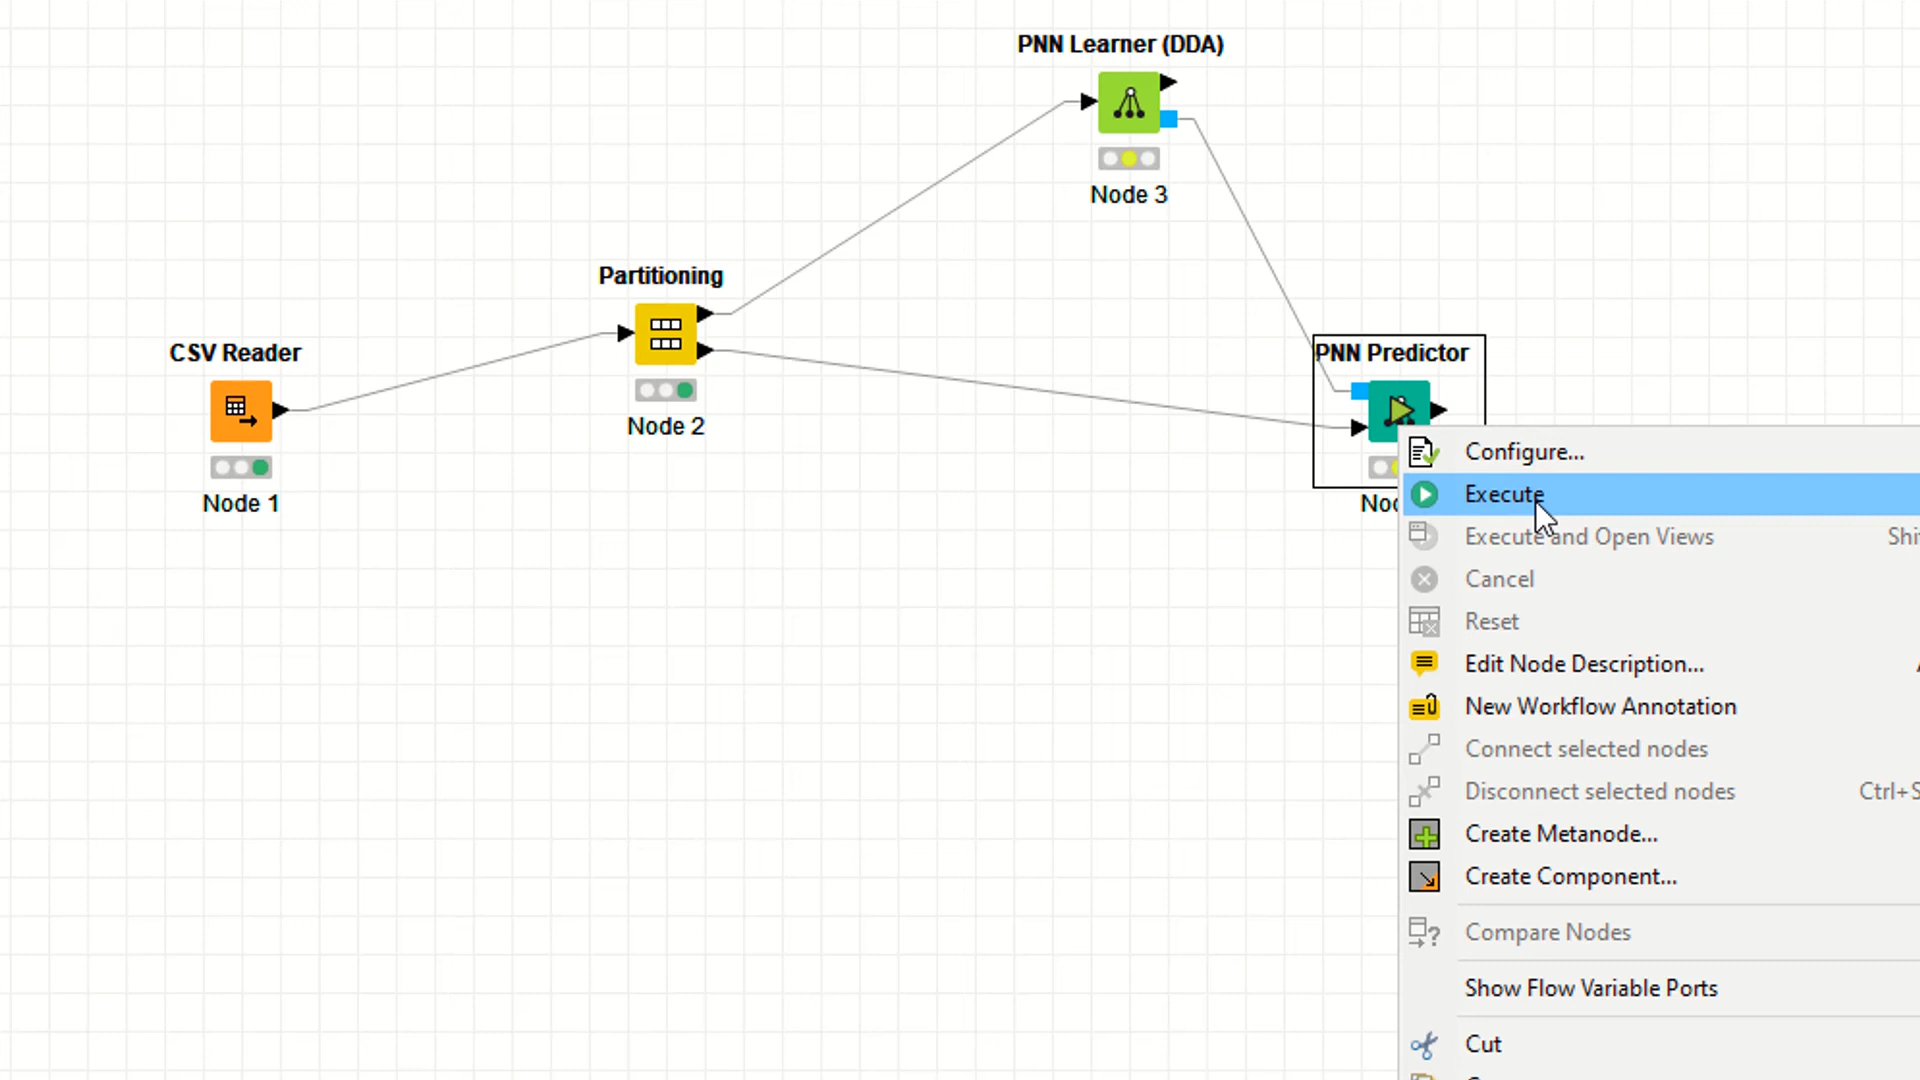 PNN Learner (DDA)
Node 3
Partitioning
Node 2
CSV Reader
Node 1
PNN Predictor
Configure...
Execute
Execute and Open Views
Cancel
Reset
Edit Node Description...
New Workflow Annotation
Connect selected nodes
Disconnect selected nodes Ctrl+S
Create Metanode...
Create Component...
Compare Nodes
Show Flow Variable Ports
Cut